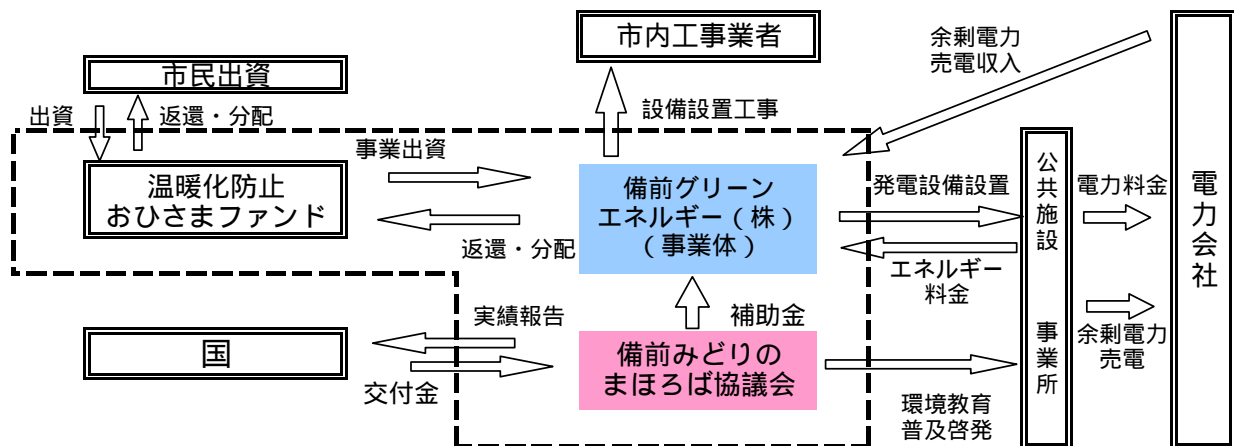 市内工事業者
余剰電力
売電収入
市民出資
出資
返還・分配
設備設置工事
事業出資
温暖化防止
おひさまファンド
備前グリーン
エネルギー(株)
(事業体)
返還・分配
発電設備設置
エネルギー
料金
公共施設
事業所
電力料金
余剰電力
売電
電力会社
国
実績報告
交付金
補助金
備前みどりの
まほろば協議会
環境教育
普及啓発